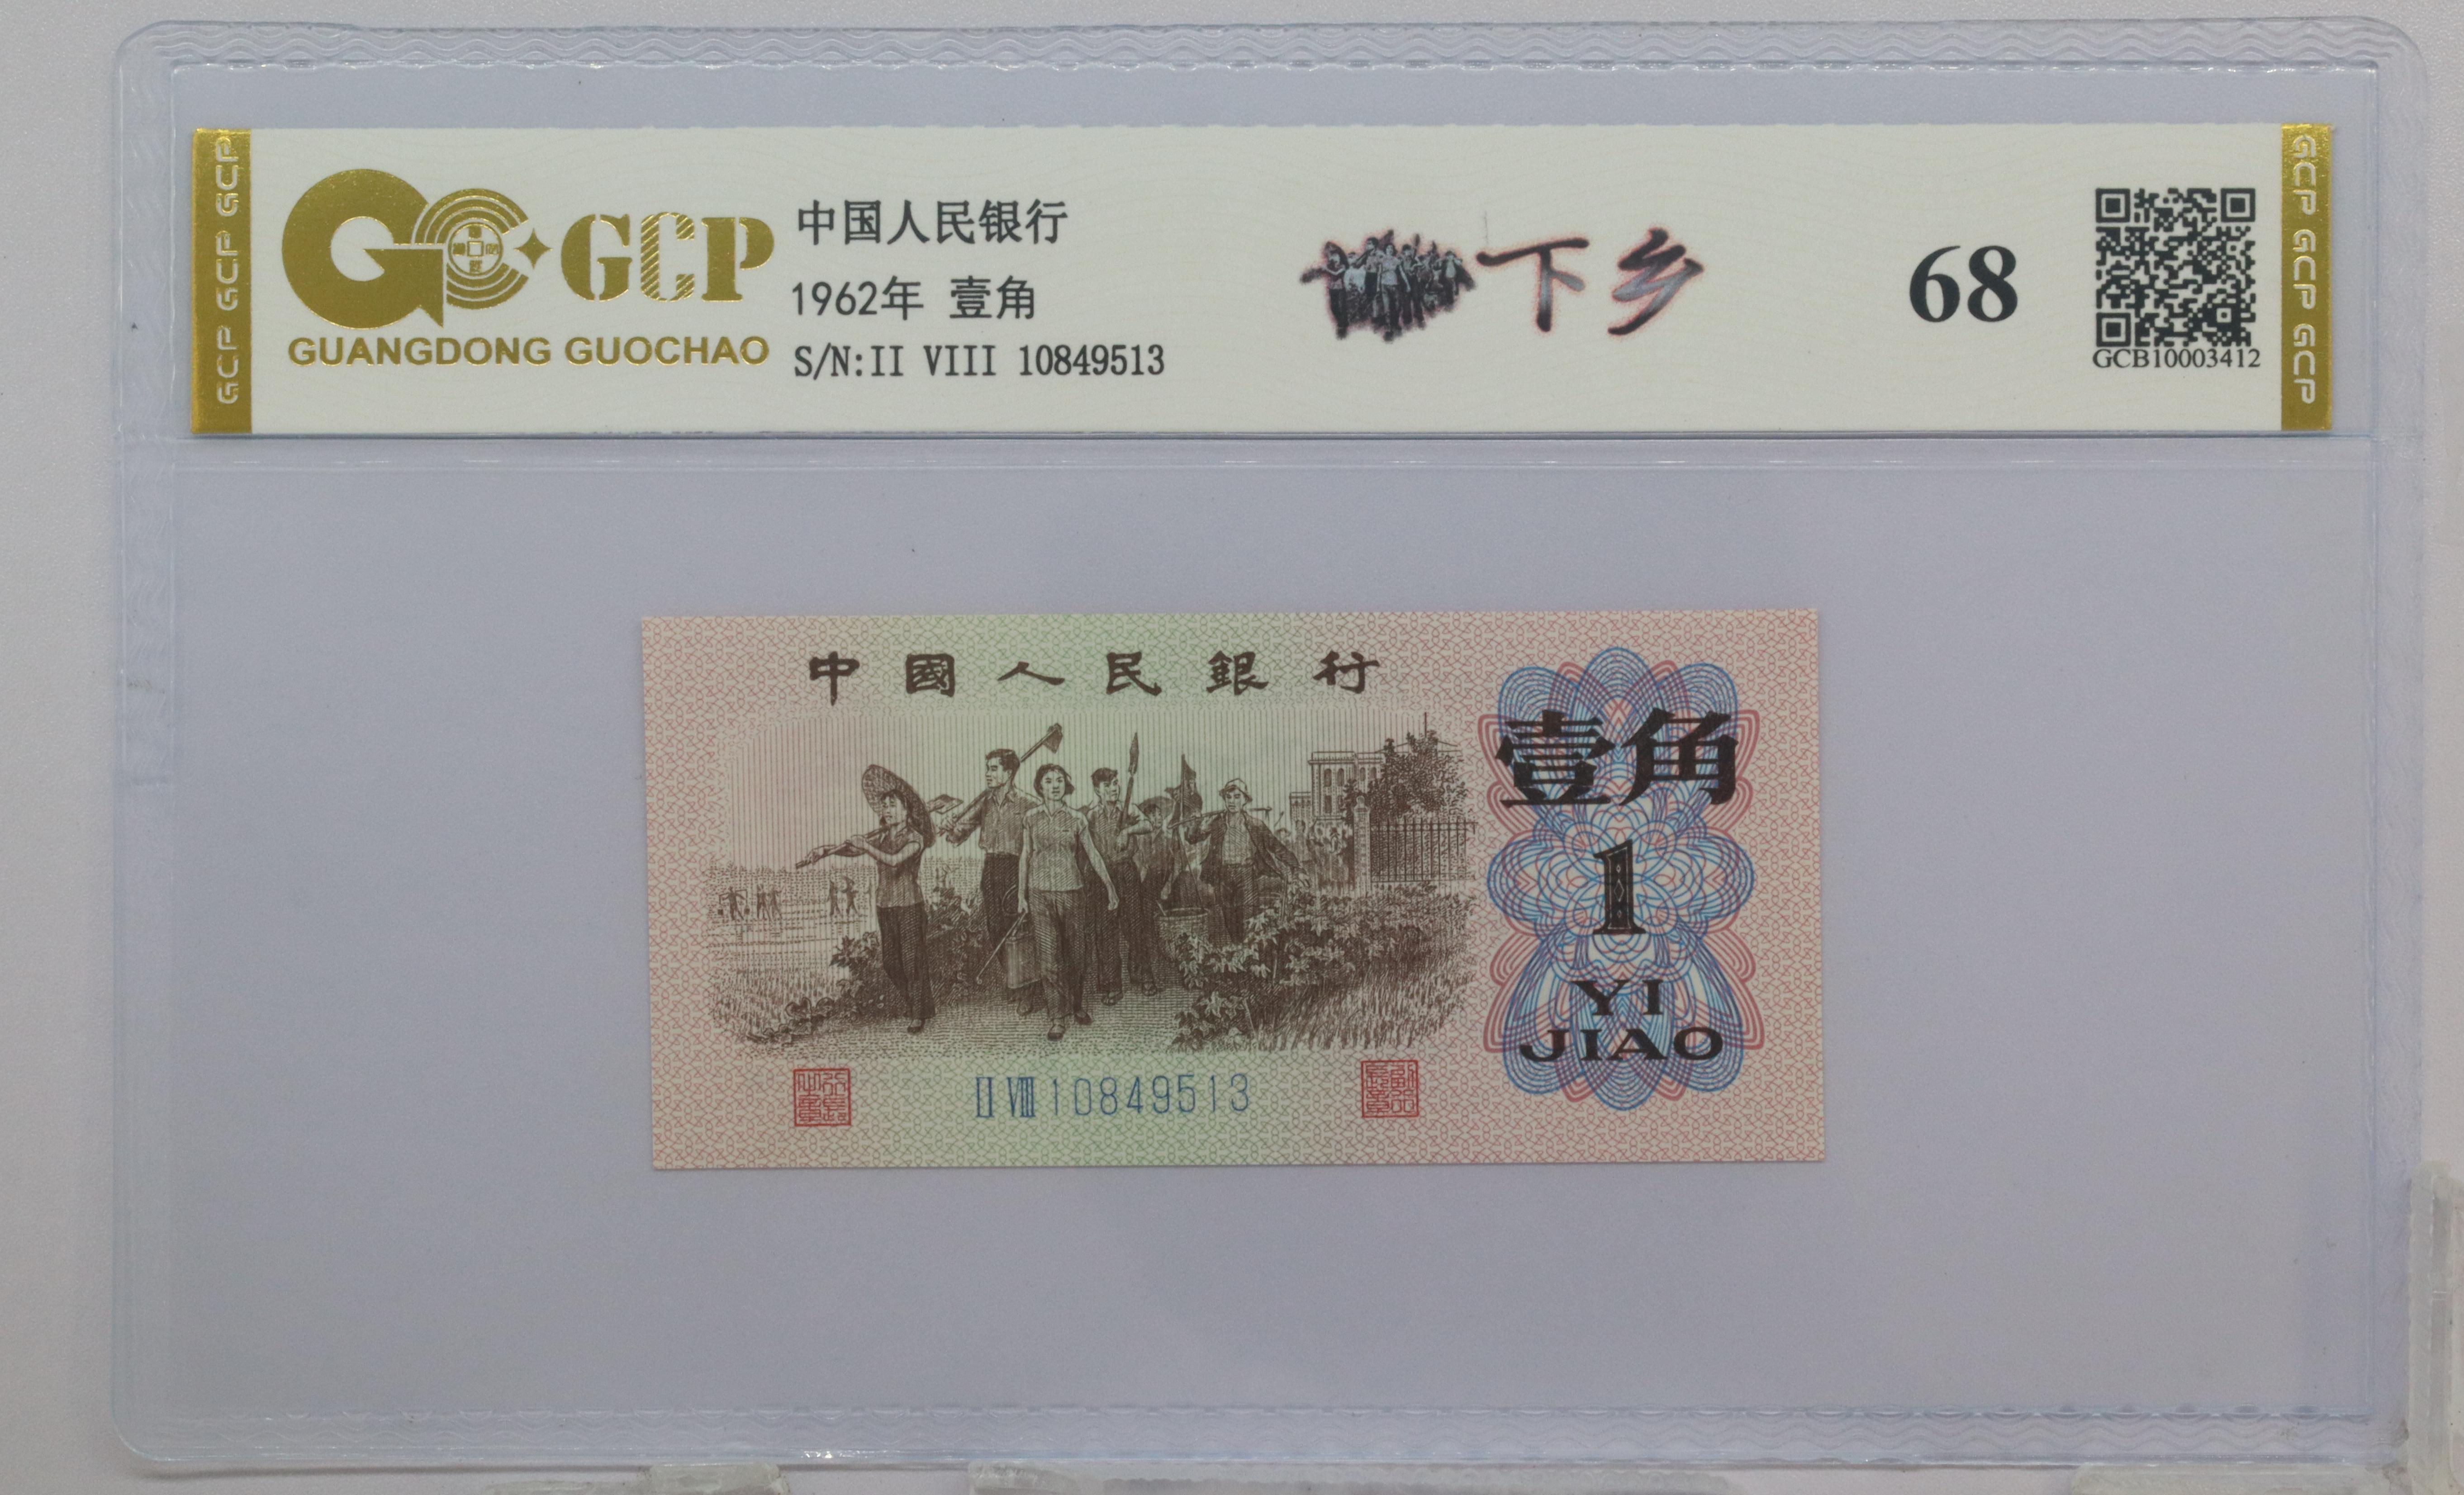 GCP GCP GCP
GCP
GUANGDONG GUOCHAO
中国人民银行
1962年 壹角
S/N:II VIII 10849513
下乡
68
GCB10003412
GCP GCP GCP
中國人民銀行
壹角
1
YI
JIAO
II VIII 10849513